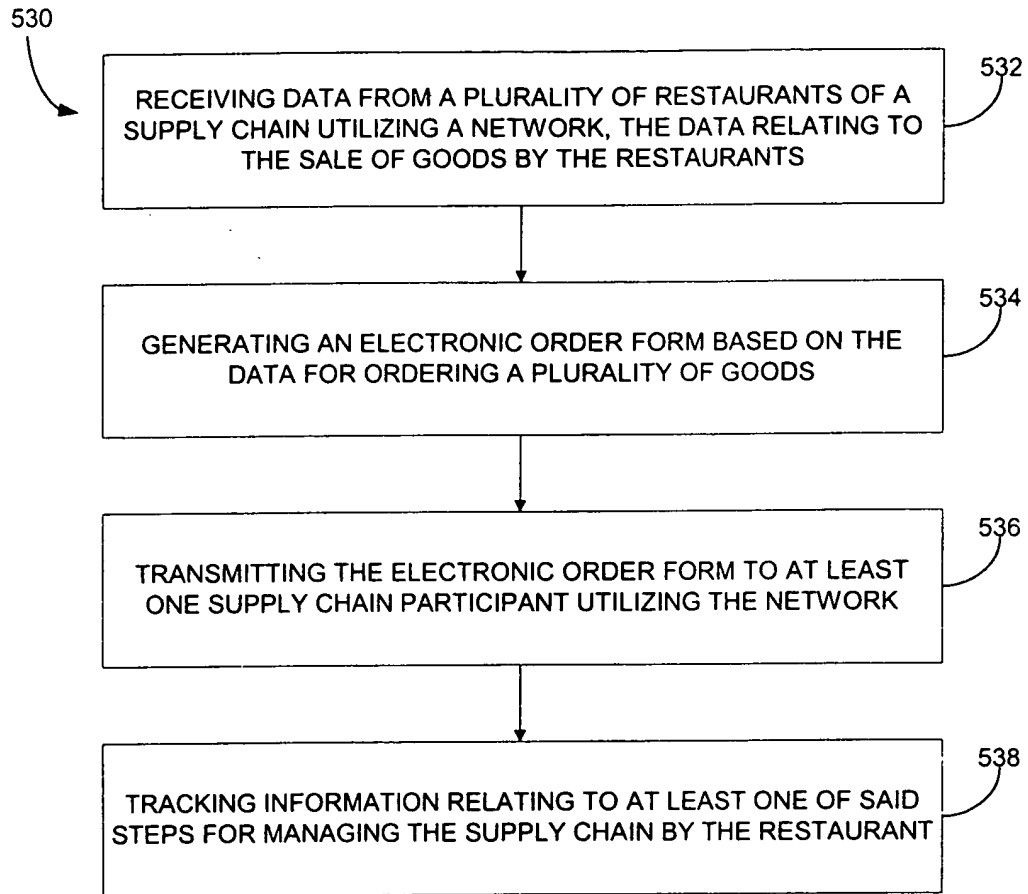 530
532
RECEIVING DATA FROM A PLURALITY OF RESTAURANTS OF A
SUPPLY CHAIN UTILIZING A NETWORK, THE DATA RELATING TO
THE SALE OF GOODS BY THE RESTAURANTS
534
GENERATING AN ELECTRONIC ORDER FORM BASED ON THE
DATA FOR ORDERING A PLURALITY OF GOODS
536
TRANSMITTING THE ELECTRONIC ORDER FORM TO AT LEAST
ONE SUPPLY CHAIN PARTICIPANT UTILIZING THE NETWORK
538
TRACKING INFORMATION RELATING TO AT LEAST ONE OF SAID
STEPS FOR MANAGING THE SUPPLY CHAIN BY THE RESTAURANT